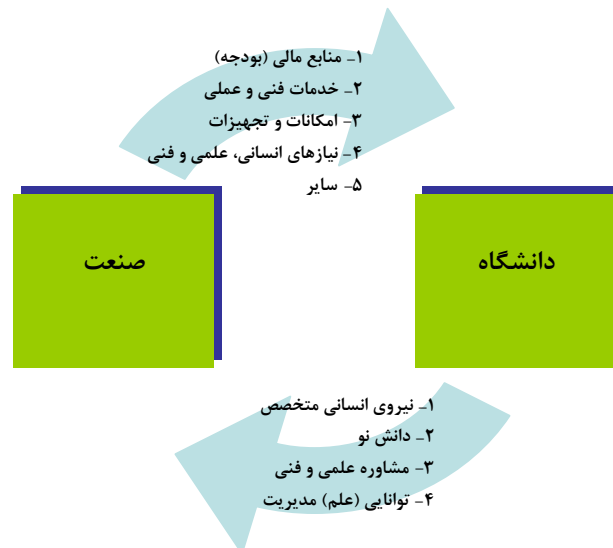 ۱- منابع مالی (بودجه)
۲- خدمات فنی و عملی
۳- امکانات و تجهیزات
۴- نیازهای انسانی، علمی و فنی
۵- سایر
دانشگاه
صنعت
۱- نیروی انسانی متخصص
۲- دانش نو
۳- مشاوره علمی و فنی
۴- توانایی (علم) مدیریت